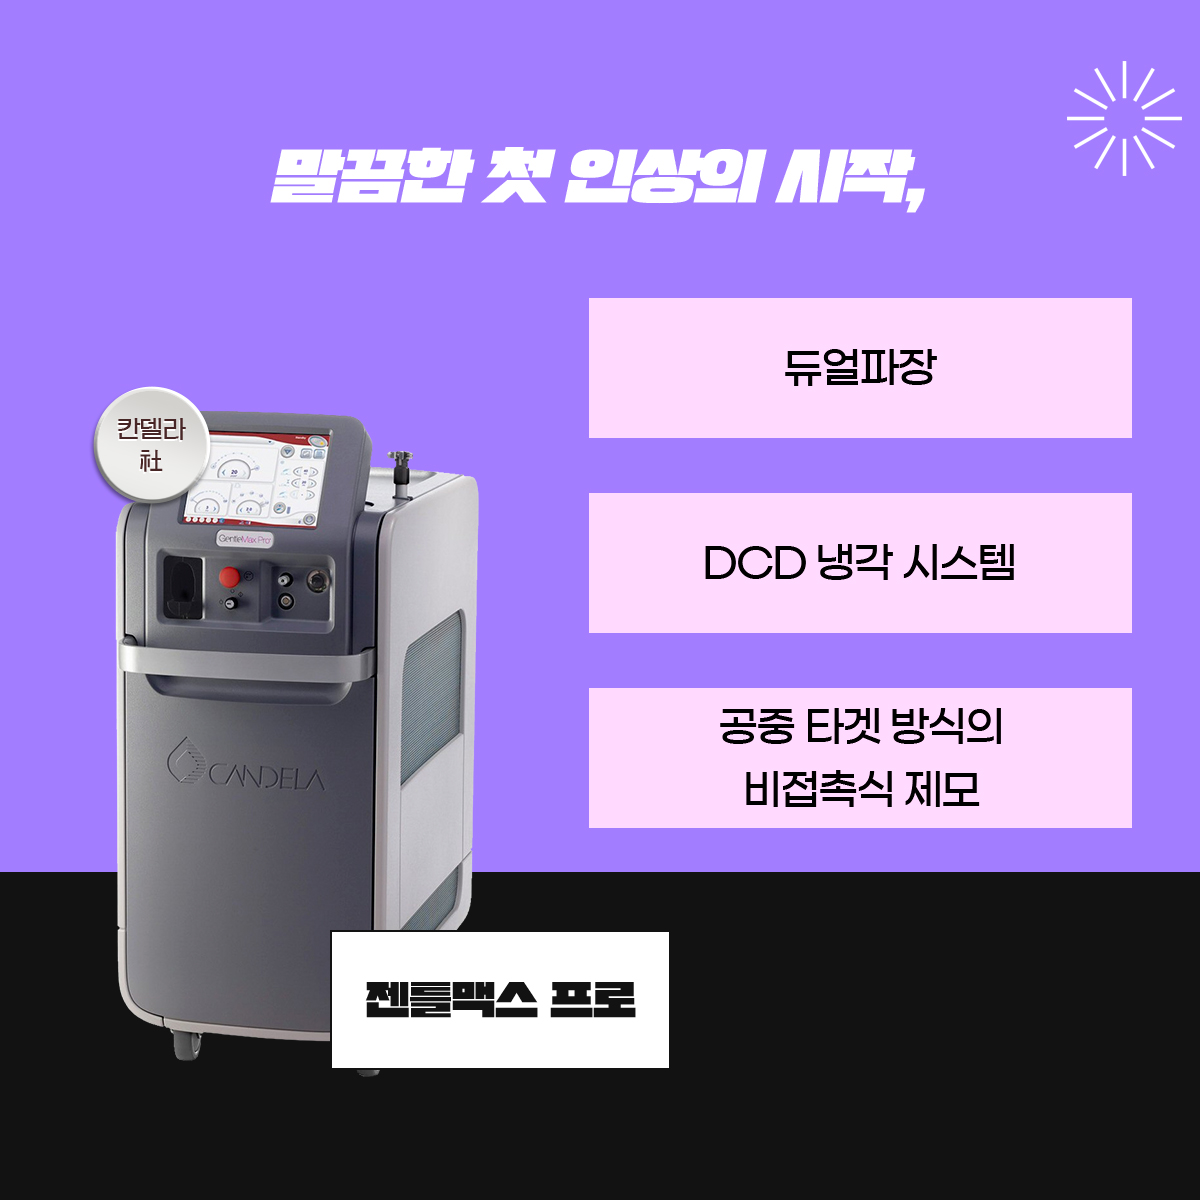 말끔한 첫 인상의 시작,
듀얼파장
DCD 냉각 시스템
공중 타겟 방식의
비접촉식 제모
칸델라
社
GentleMax Pro
CANDELA
젠틀맥스 프로